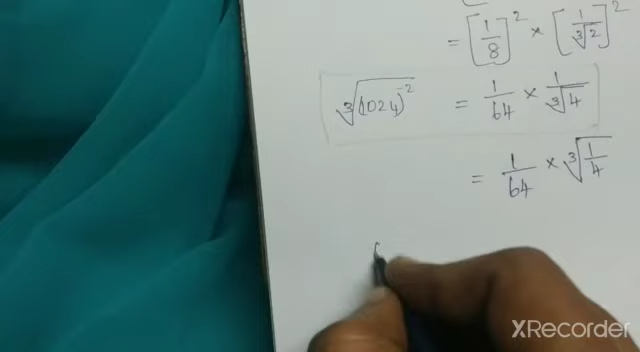 = [1/8]² × [1/∛2]²
∛(1024)⁻² = 1/64 × 1/∛4
= 1/64 × ∛(1/4)
XRecorder